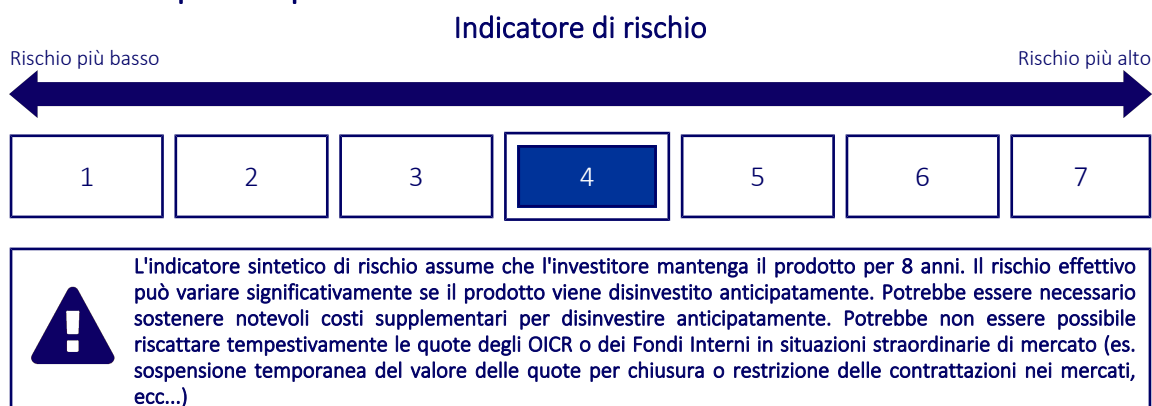 Indicatore di rischio
Rischio più basso
Rischio più alto
1
2
3
4
5
6
7
L'indicatore sintetico di rischio assume che l'investitore mantenga il prodotto per 8 anni. Il rischio effettivo
può variare significativamente se il prodotto viene disinvestito anticipatamente. Potrebbe essere necessario
sostenere notevoli costi supplementari per disinvestire anticipatamente. Potrebbe non essere possibile
riscattare tempestivamente le quote degli OICR o dei Fondi Interni in situazioni straordinarie di mercato (es.
sospensione temporanea del valore delle quote per chiusura o restrizione delle contrattazioni nei mercati,
ecc...)